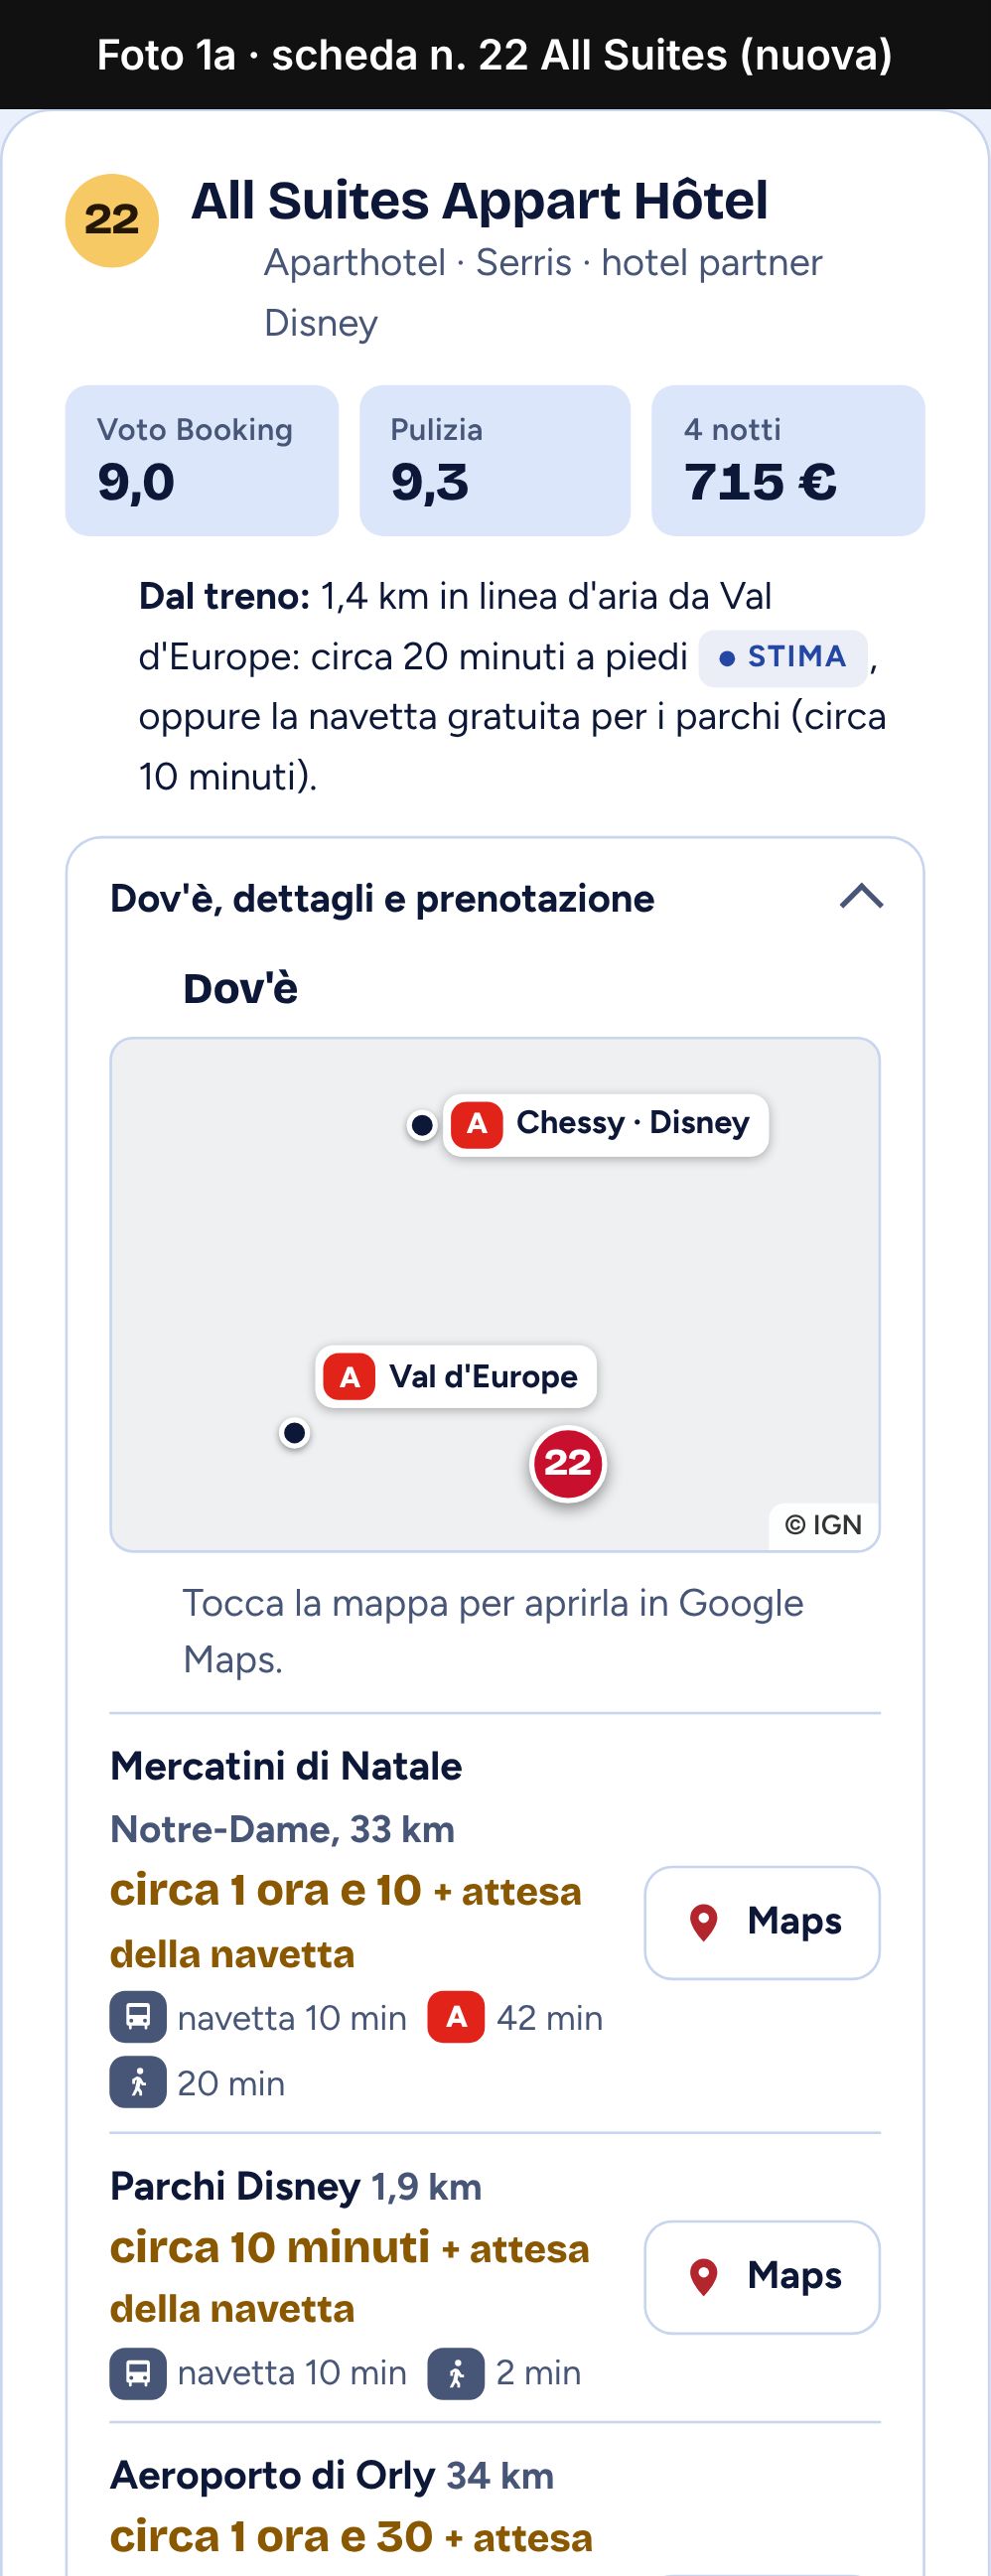 Foto 1a · scheda n. 22 All Suites (nuova)
22
All Suites Appart Hôtel
Aparthotel · Serris · hotel partner
Disney
Voto Booking
9,0
Pulizia
9,3
4 notti
715 €
Dal treno: 1,4 km in linea d'aria da Val
d'Europe: circa 20 minuti a piedi • STIMA ,
oppure la navetta gratuita per i parchi (circa
10 minuti).
Dov'è, dettagli e prenotazione
Dov'è
A Chessy · Disney
A Val d'Europe
22
© IGN
Tocca la mappa per aprirla in Google
Maps.
Mercatini di Natale
Notre-Dame, 33 km
circa 1 ora e 10 + attesa
della navetta
Maps
navetta 10 min A 42 min
20 min
Parchi Disney 1,9 km
circa 10 minuti + attesa
della navetta
Maps
navetta 10 min 2 min
Aeroporto di Orly 34 km
circa 1 ora e 30 + attesa